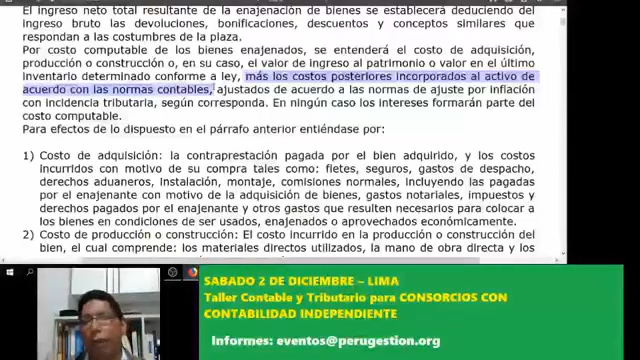 El ingreso neto total resultante de la enajenación de bienes se establecerá deduciendo del
ingreso bruto las devoluciones, bonificaciones, descuentos y conceptos similares que
respondan a las costumbres de la plaza.
Por costo computable de los bienes enajenados, se entenderá el costo de adquisición,
producción o construcción o, en su caso, el valor de ingreso al patrimonio o valor en el último
inventario determinado conforme a ley, más los costos posteriores incorporados al activo de
acuerdo con las normas contables, ajustados de acuerdo a las normas de ajuste por inflación
con incidencia tributaria, según corresponda. En ningún caso los intereses formarán parte del
costo computable.
Para efectos de lo dispuesto en el párrafo anterior entiéndase por:
1) Costo de adquisición: la contraprestación pagada por el bien adquirido, y los costos
incurridos con motivo de su compra tales como: fletes, seguros, gastos de despacho,
derechos aduaneros, instalación, montaje, comisiones normales, incluyendo las pagadas
por el enajenante con motivo de la adquisición de bienes, gastos notariales, impuestos y
derechos pagados por el enajenante y otros gastos que resulten necesarios para colocar a
los bienes en condiciones de ser usados, enajenados o aprovechados económicamente.
2) Costo de producción o construcción: El costo incurrido en la producción o construcción del
bien, el cual comprende: los materiales directos utilizados, la mano de obra directa y los
SABADO 2 DE DICIEMBRE – LIMA
Taller Contable y Tributario para CONSORCIOS CON
CONTABILIDAD INDEPENDIENTE
Informes: eventos@perugestion.org